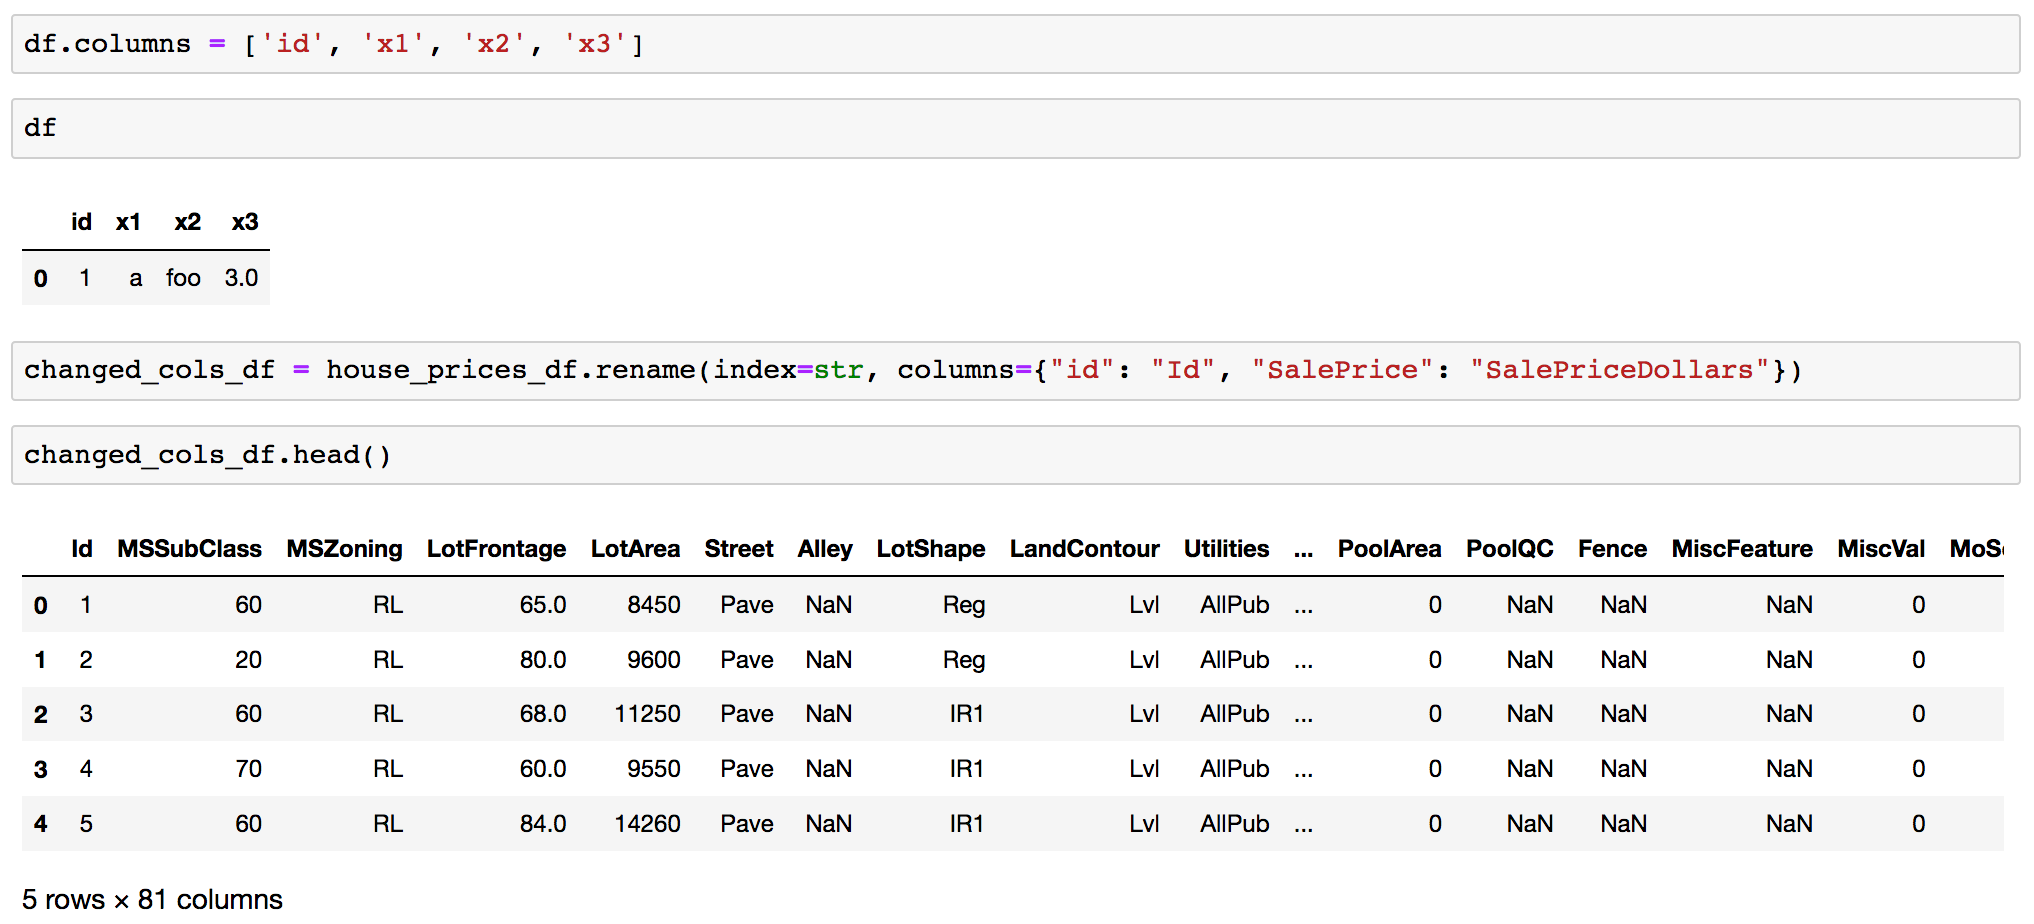 df.columns = ['id', 'x1', 'x2', 'x3']
df
id x1 x2 x3
0 1 a foo 3.0
changed_cols_df = house_prices_df.rename(index=str, columns={"id": "Id", "SalePrice": "SalePriceDollars"})
changed_cols_df.head()
Id MSSubClass MSZoning LotFrontage LotArea Street Alley LotShape LandContour Utilities ... PoolArea PoolQC Fence MiscFeature MiscVal
0 1 60 RL 65.0 8450 Pave NaN Reg Lvl AllPub ... 0 NaN NaN NaN 0
1 2 20 RL 80.0 9600 Pave NaN Reg Lvl AllPub ... 0 NaN NaN NaN 0
2 3 60 RL 68.0 11250 Pave NaN IR1 Lvl AllPub ... 0 NaN NaN NaN 0
3 4 70 RL 60.0 9550 Pave NaN IR1 Lvl AllPub ... 0 NaN NaN NaN 0
4 5 60 RL 84.0 14260 Pave NaN IR1 Lvl AllPub ... 0 NaN NaN NaN 0
5 rows × 81 columns